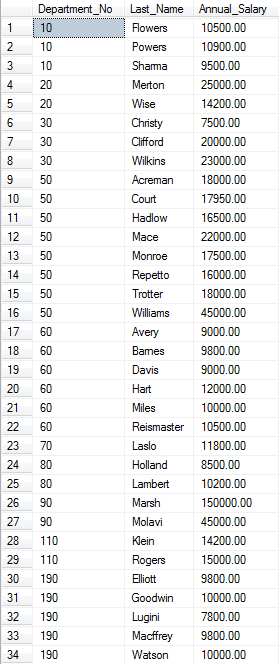 Department_No Last_Name Annual_Salary
1 10 Flowers 10500.00
2 10 Powers 10900.00
3 10 Sharma 9500.00
4 20 Merton 25000.00
5 20 Wise 14200.00
6 30 Christy 7500.00
7 30 Clifford 20000.00
8 30 Wilkins 23000.00
9 50 Acreman 18000.00
10 50 Court 17950.00
11 50 Hadlow 16500.00
12 50 Mace 22000.00
13 50 Monroe 17500.00
14 50 Repetto 16000.00
15 50 Trotter 18000.00
16 50 Williams 45000.00
17 60 Avery 9000.00
18 60 Barnes 9800.00
19 60 Davis 9000.00
20 60 Hart 12000.00
21 60 Miles 10000.00
22 60 Reismaster 10500.00
23 70 Laslo 11800.00
24 80 Holland 8500.00
25 80 Lambert 10200.00
26 90 Marsh 150000.00
27 90 Molavi 45000.00
28 110 Klein 14200.00
29 110 Rogers 15000.00
30 190 Elliott 9800.00
31 190 Goodwin 10000.00
32 190 Lugini 7800.00
33 190 Macffrey 9800.00
34 190 Watson 10000.00